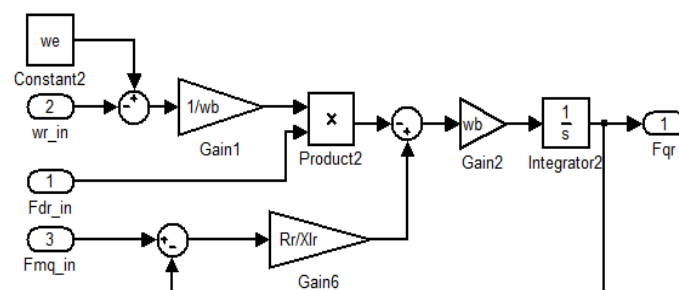 we
Constant2
2
wr_in
1/wb
Gain1
x
Product2
wb
Gain2
1
s
Integrator2
1
Fqr
1
Fdr_in
3
Fmq_in
Rr/Xlr
Gain6